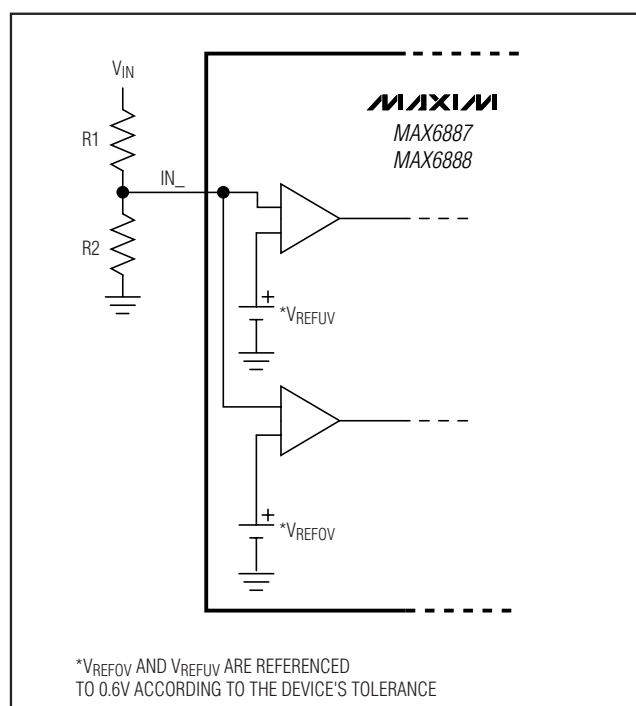 VIN
MAXIM
MAX6887
MAX6888
R1
IN_
R2
+
*VREFUV
+
*VREFOV
*VREFOV AND VREFUV ARE REFERENCED
TO 0.6V ACCORDING TO THE DEVICE'S TOLERANCE